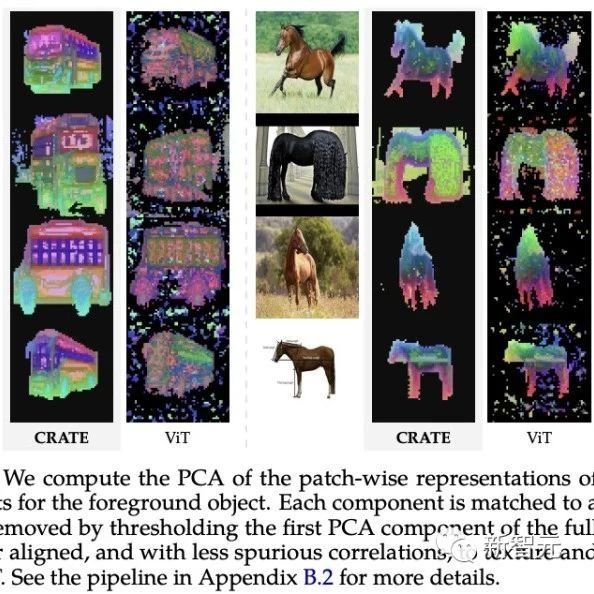 CRATE ViT CRATE ViT
We compute the PCA of the patch-wise representations of
ts for the foreground object. Each component is matched to a
emoved by thresholding the first PCA component of the full
r aligned, and with less spurious correlations, to texture and
T. See the pipeline in Appendix B.2 for more details.
新智元